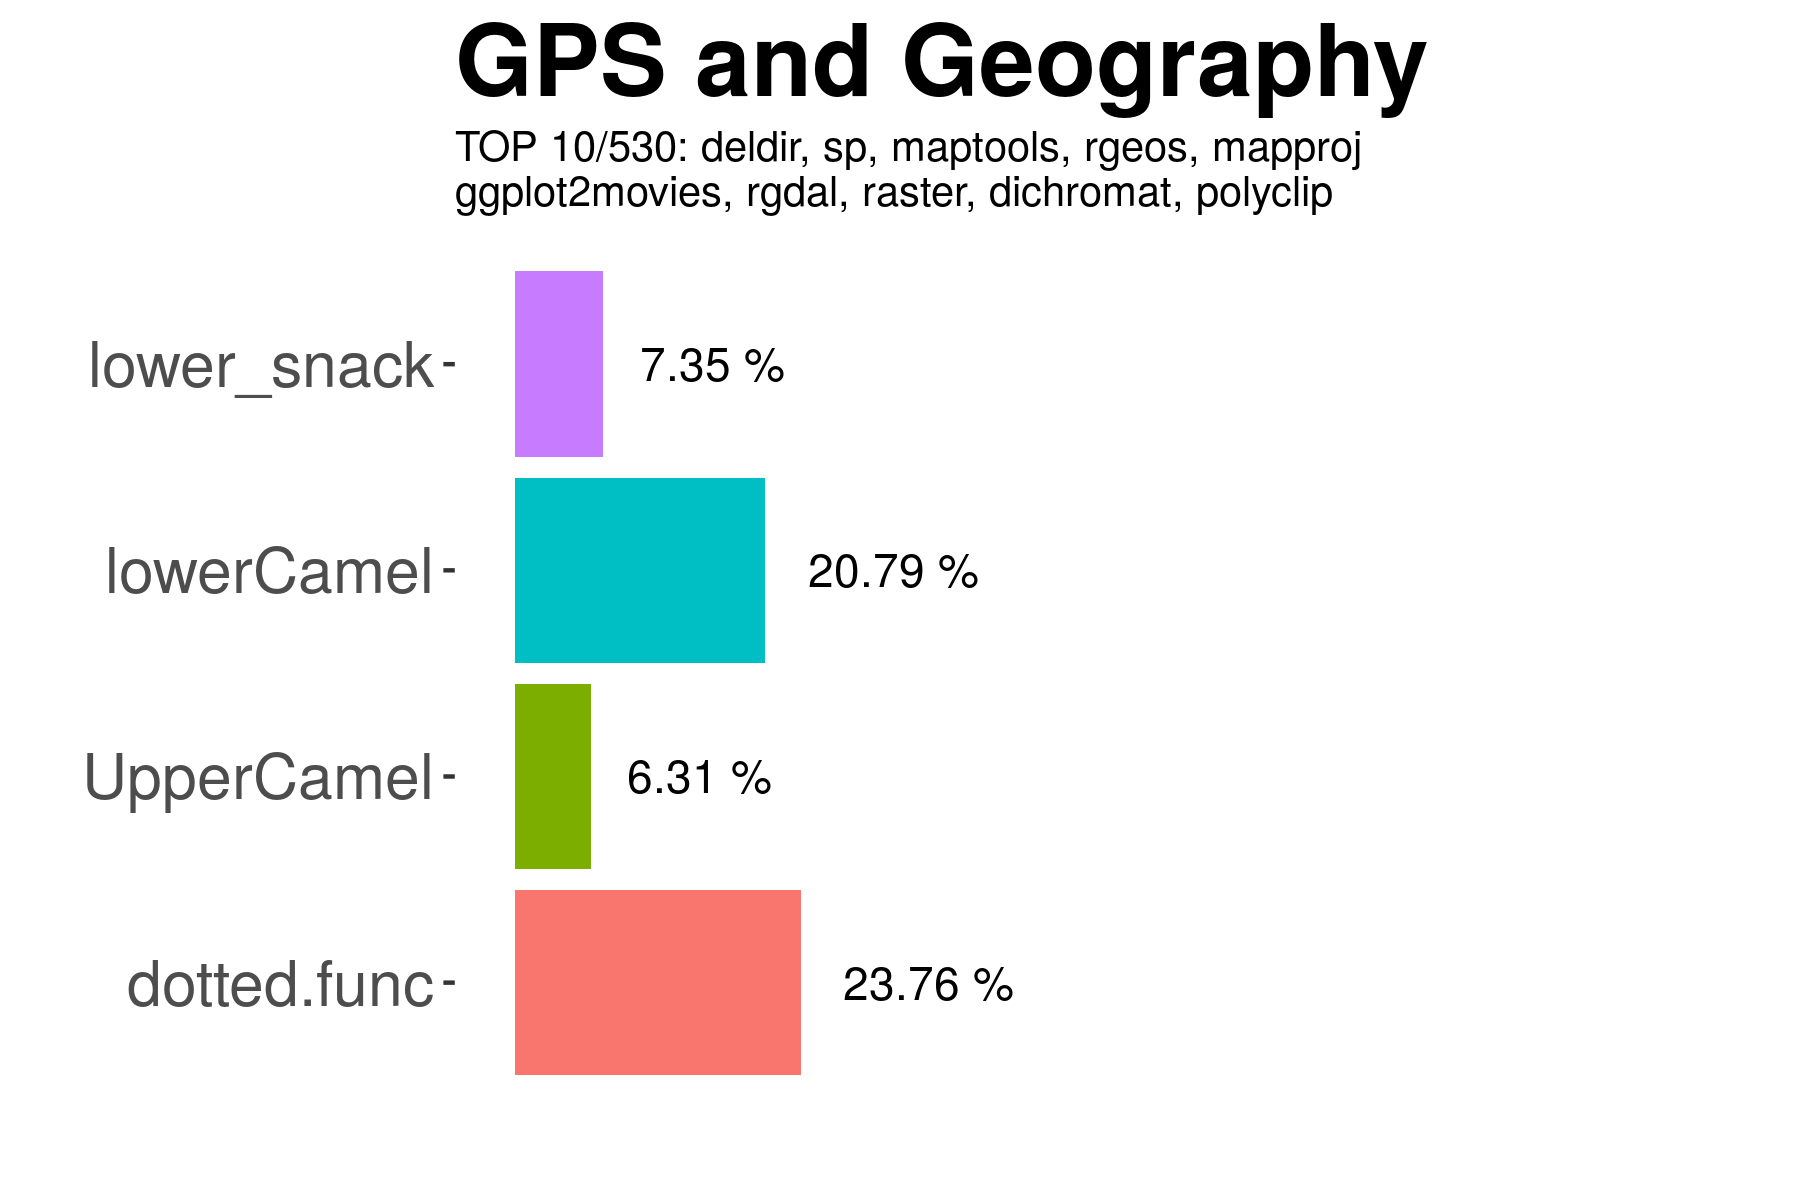 GPS and Geography
TOP 10/530: deldir, sp, maptools, rgeos, mapproj
ggplot2movies, rgdal, raster, dichromat, polyclip
lower_snack
7.35 %
lowerCamel
20.79 %
UpperCamel
6.31 %
dotted.func
23.76 %